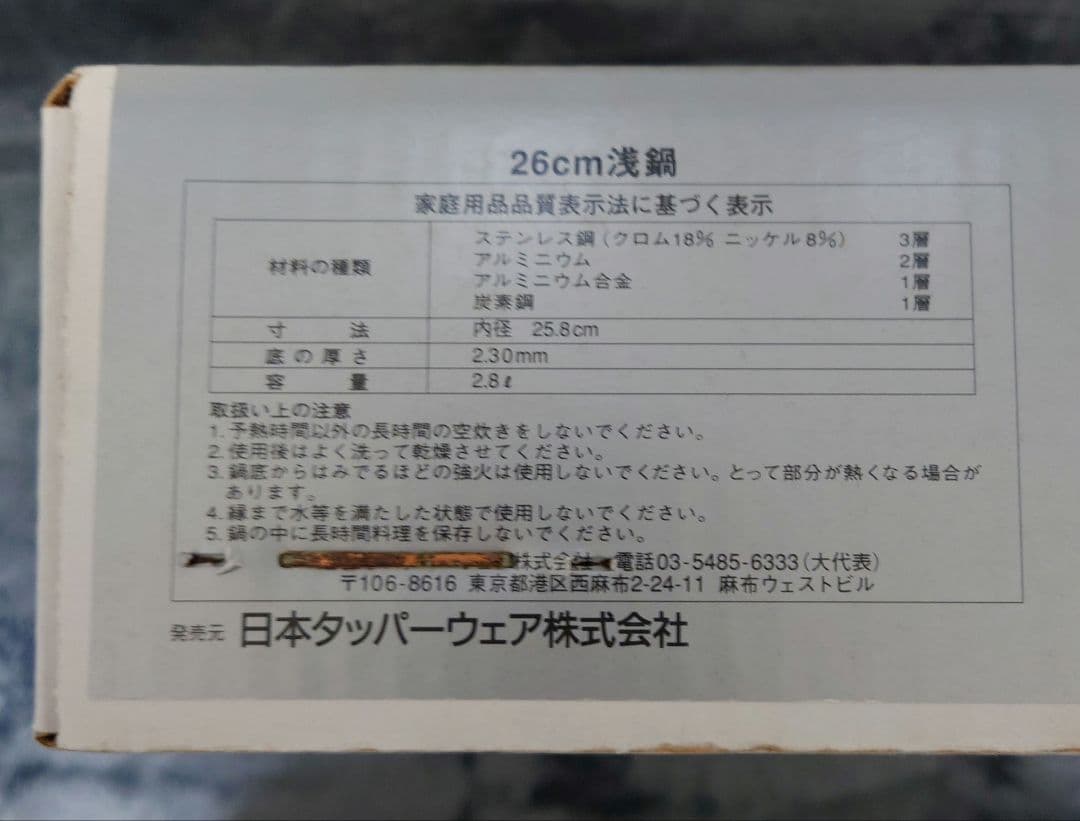 26cm浅鍋
家庭用品品質表示法に基づく表示
材料の種類
ステンレス鋼(クロム18% ニッケル8%) 3層
アルミニウム 2層
アルミニウム合金 1層
炭素鋼 1層
寸法 内径 25.8cm
底の厚さ 2.30mm
容量 2.8ℓ
取扱い上の注意
1. 予熱時間以外の長時間の空炊きをしないでください。
2. 使用後はよく洗って乾燥させてください。
3. 鍋底からはみでるほどの強火は使用しないでください。とって部分が熱くなる場合が
あります。
4. 縁まで水等を満たした状態で使用しないでください。
5. 鍋の中に長時間料理を保存しないでください。
株式会社 電話03-5485-6333(大代表)
〒106-8616 東京都港区西麻布2-24-11 麻布ウェストビル
発売元 日本タッパーウェア株式会社